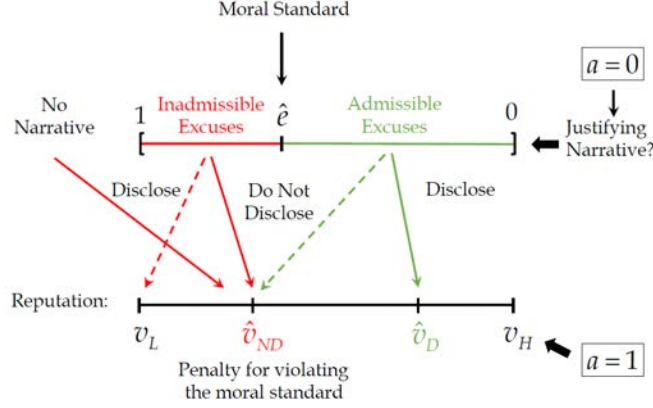 Moral Standard
a = 0
No
Narrative
1
Inadmissible
Excuses
ê
Admissible
Excuses
0
Justifying
Narrative?
Disclose
Do Not
Disclose
Disclose
Reputation:
v_L
v̂_ND
v̂_D
v_H
Penalty for violating
the moral standard
a = 1